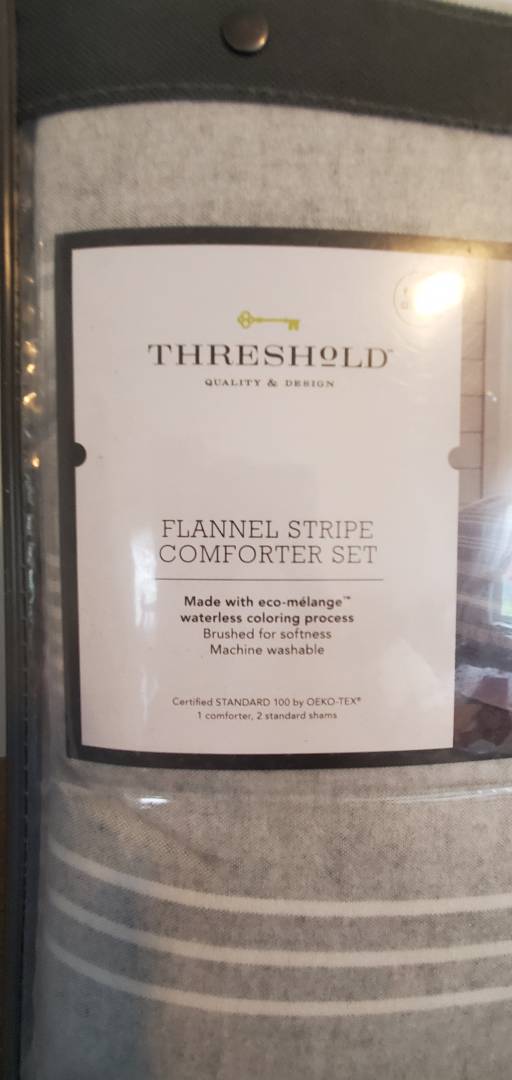 THRESHOLD™
QUALITY & DESIGN
FLANNEL STRIPE
COMFORTER SET
Made with eco-mélange™
waterless coloring process
Brushed for softness
Machine washable
Certified STANDARD 100 by OEKO-TEX®
1 comforter, 2 standard shams